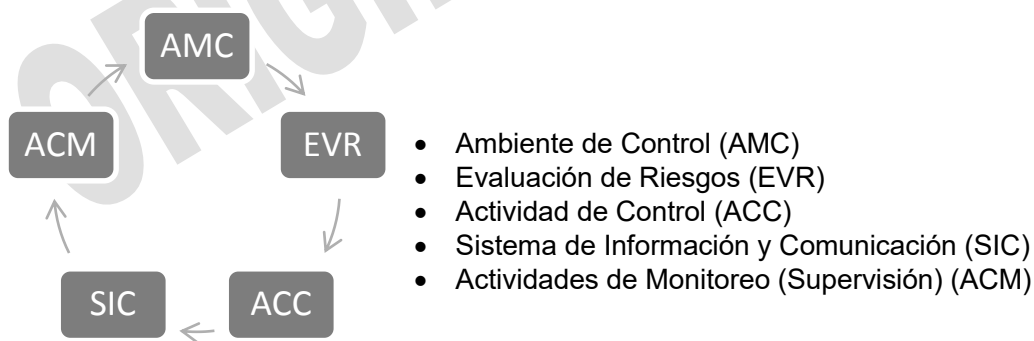 AMC
ACM
EVR
SIC
ACC
• Ambiente de Control (AMC)
• Evaluación de Riesgos (EVR)
• Actividad de Control (ACC)
• Sistema de Información y Comunicación (SIC)
• Actividades de Monitoreo (Supervisión) (ACM)